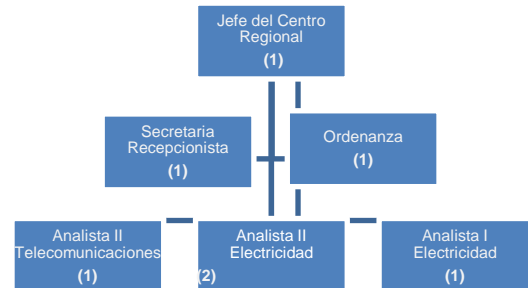 Jefe del Centro
Regional
(1)
Secretaria
Recepcionista
(1)
Ordenanza
(1)
Analista II
Telecomunicaciones
(1)
Analista II
Electricidad
(2)
Analista I
Electricidad
(1)